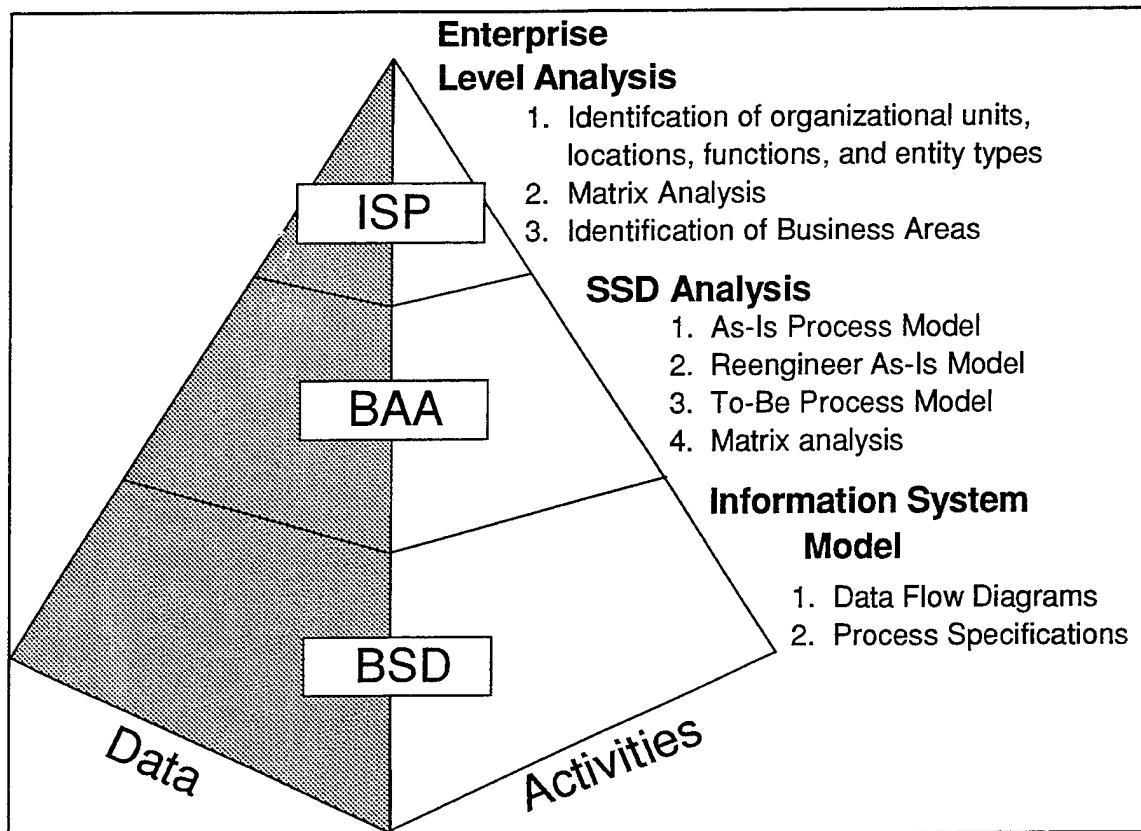 Enterprise
Level Analysis
1. Identifcation of organizational units,
locations, functions, and entity types
2. Matrix Analysis
3. Identification of Business Areas
ISP
SSD Analysis
1. As-Is Process Model
2. Reengineer As-Is Model
3. To-Be Process Model
4. Matrix analysis
BAA
Information System
Model
1. Data Flow Diagrams
2. Process Specifications
BSD
Data
Activities